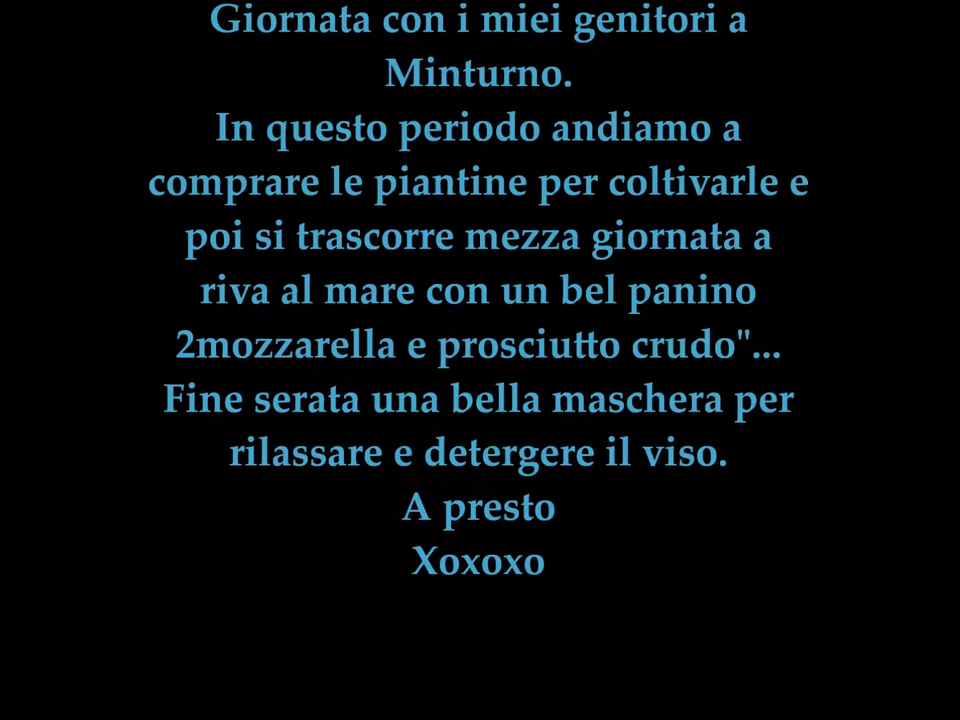 Giornata con i miei genitori a
Minturno.
In questo periodo andiamo a
comprare le piantine per coltivarle e
poi si trascorre mezza giornata a
riva al mare con un bel panino
2mozzarella e prosciutto crudo"...
Fine serata una bella maschera per
rilassare e detergere il viso.
A presto
Xoxoxo